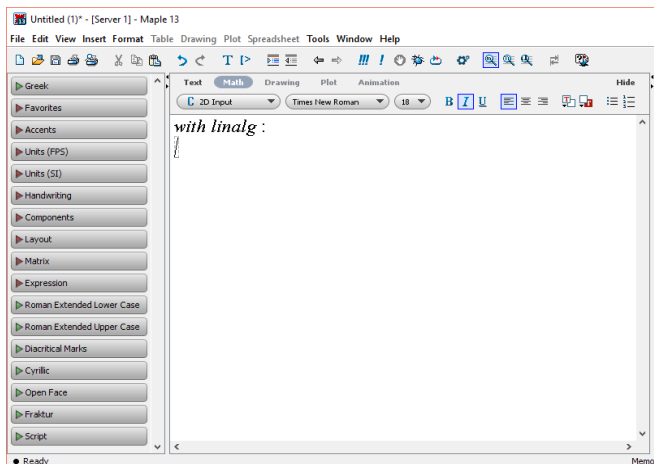 Untitled (1)* - [Server 1] - Maple 13
File Edit View Insert Format Table Drawing Plot Spreadsheet Tools Window Help
Text Math Drawing Plot Animation Hide
C 2D Input Times New Roman 18 B I U
Greek
Favorites
Accents
Units (FPS)
Units (SI)
Handwriting
Components
Layout
Matrix
Expression
Roman Extended Lower Case
Roman Extended Upper Case
Diacritical Marks
Cyrillic
Open Face
Fraktur
Script
with linalg :
Ready Memo